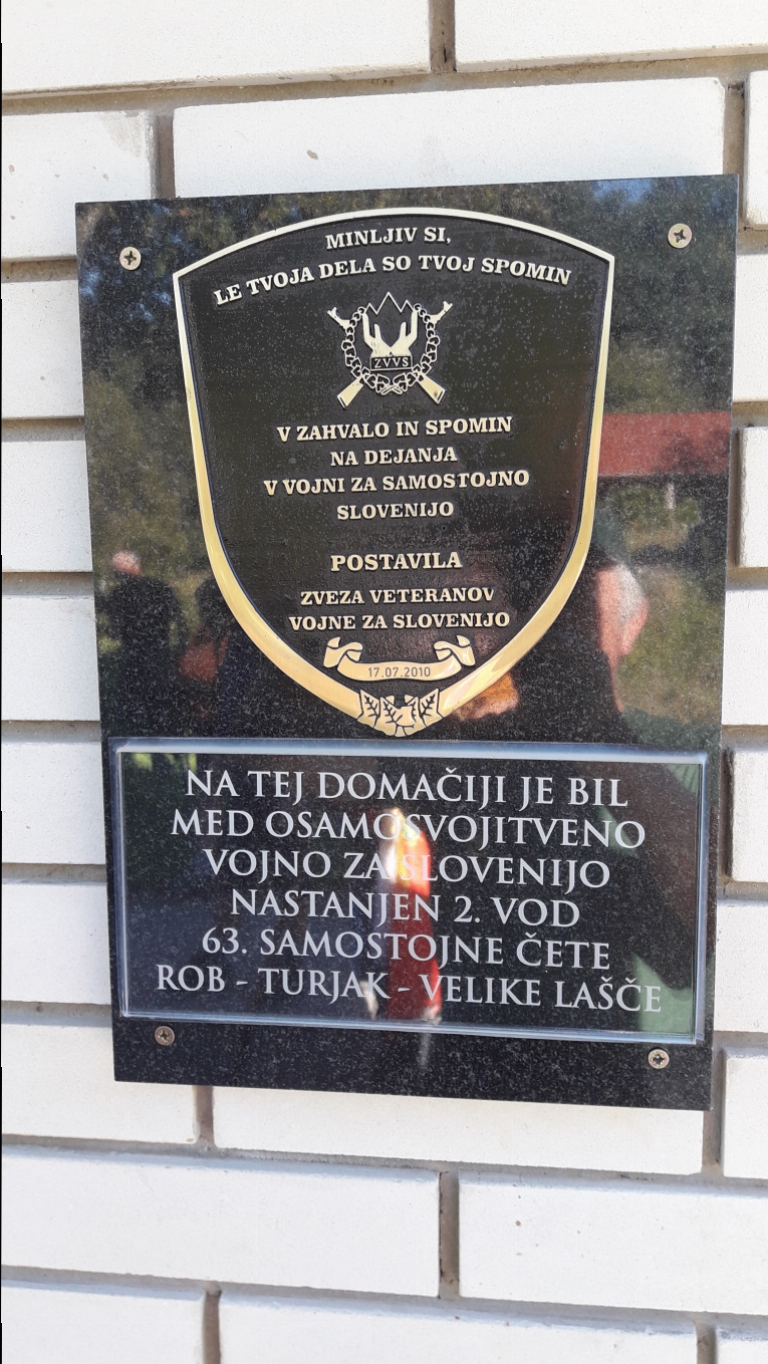 MINLJIV SI,
LE TVOJA DELA SO TVOJ SPOMIN
ZVVS
V ZAHVALO IN SPOMIN
NA DEJANJA
V VOJNI ZA SAMOSTOJNO
SLOVENIJO
POSTAVILA
ZVEZA VETERANOV
VOJNE ZA SLOVENIJO
17.07.2010
NA TEJ DOMAČIJI JE BIL
MED OSAMOSVOJITVENO
VOJNO ZA SLOVENIJO
NASTANJEN 2. VOD
63. SAMOSTOJNE ČETE
ROB - TURJAK - VELIKE LAŠČE